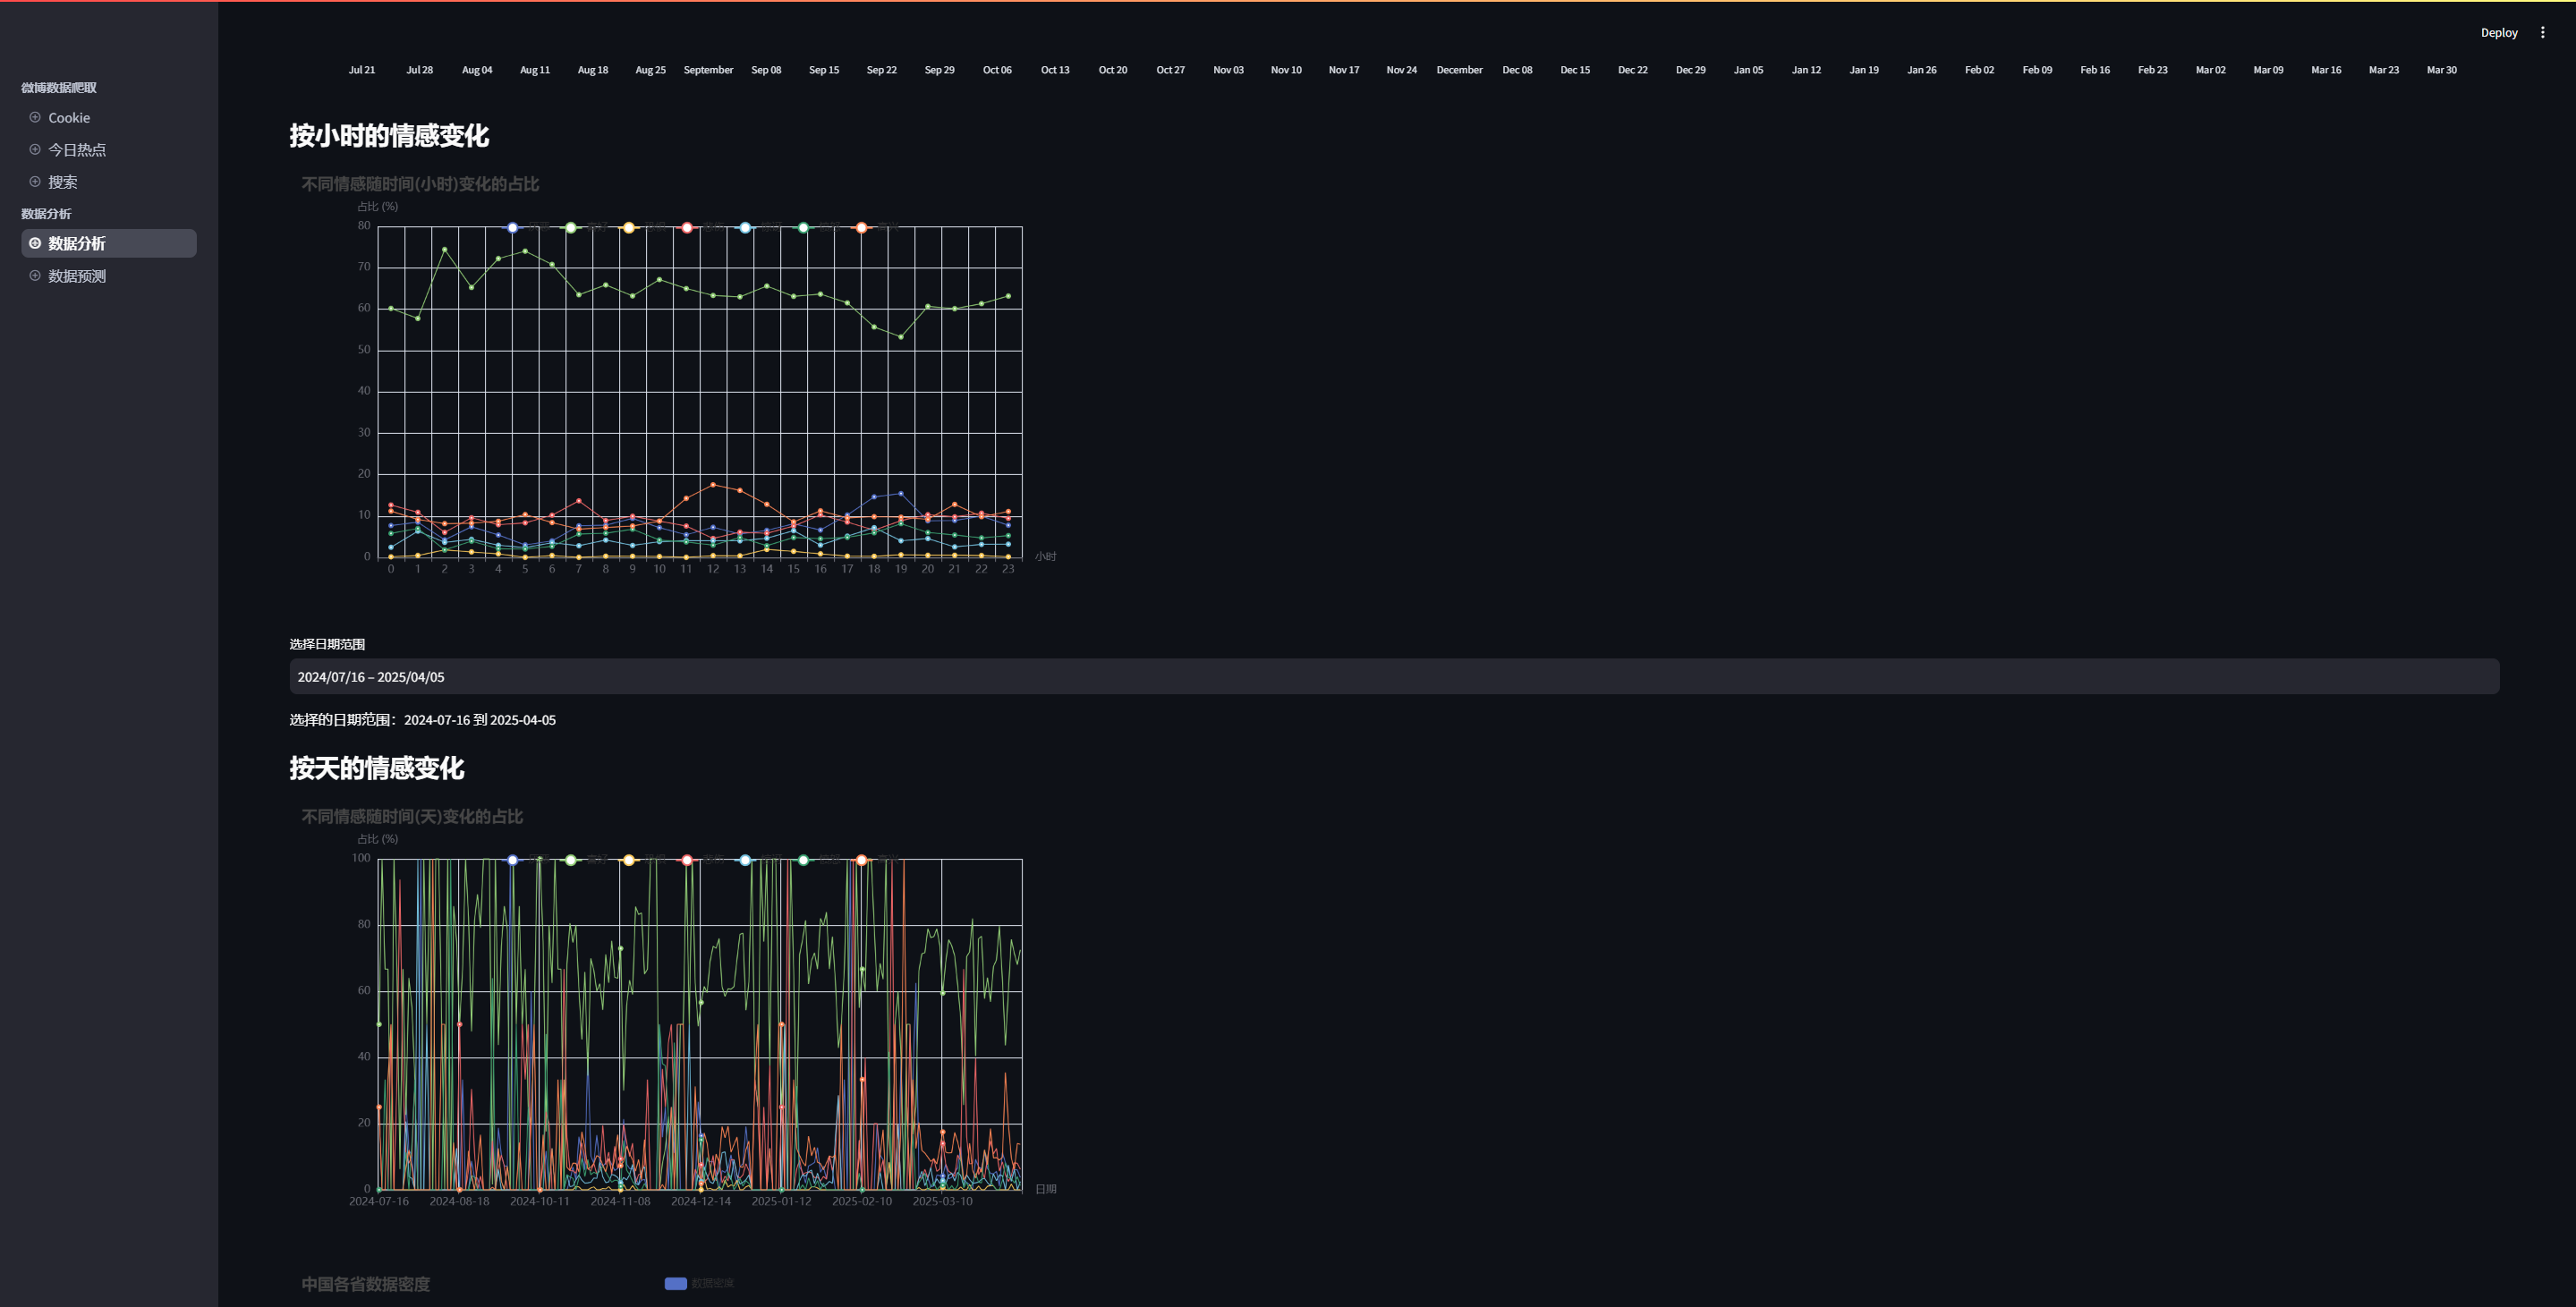 Deploy
微博数据爬取
Cookie
今日热点
搜索
数据分析
数据分析
数据预测
Jul 21 Jul 28 Aug 04 Aug 11 Aug 18 Aug 25 September Sep 08 Sep 15 Sep 22 Sep 29 Oct 06 Oct 13 Oct 20 Oct 27 Nov 03 Nov 10 Nov 17 Nov 24 December Dec 08 Dec 15 Dec 22 Dec 29 Jan 05 Jan 12 Jan 19 Jan 26 Feb 02 Feb 09 Feb 16 Feb 23 Mar 02 Mar 09 Mar 16 Mar 23 Mar 30
按小时的情感变化
不同情感随时间(小时)变化的占比
占比 (%)
80
70
60
50
40
30
20
10
0
0 1 2 3 4 5 6 7 8 9 10 11 12 13 14 15 16 17 18 19 20 21 22 23
小时
选择日期范围
2024/07/16 – 2025/04/05
选择的日期范围：2024-07-16 到 2025-04-05
按天的情感变化
不同情感随时间(天)变化的占比
占比 (%)
100
80
60
40
20
0
2024-07-16 2024-08-18 2024-10-11 2024-11-08 2024-12-14 2025-01-12 2025-02-10 2025-03-10
日期
中国各省数据密度
数据密度